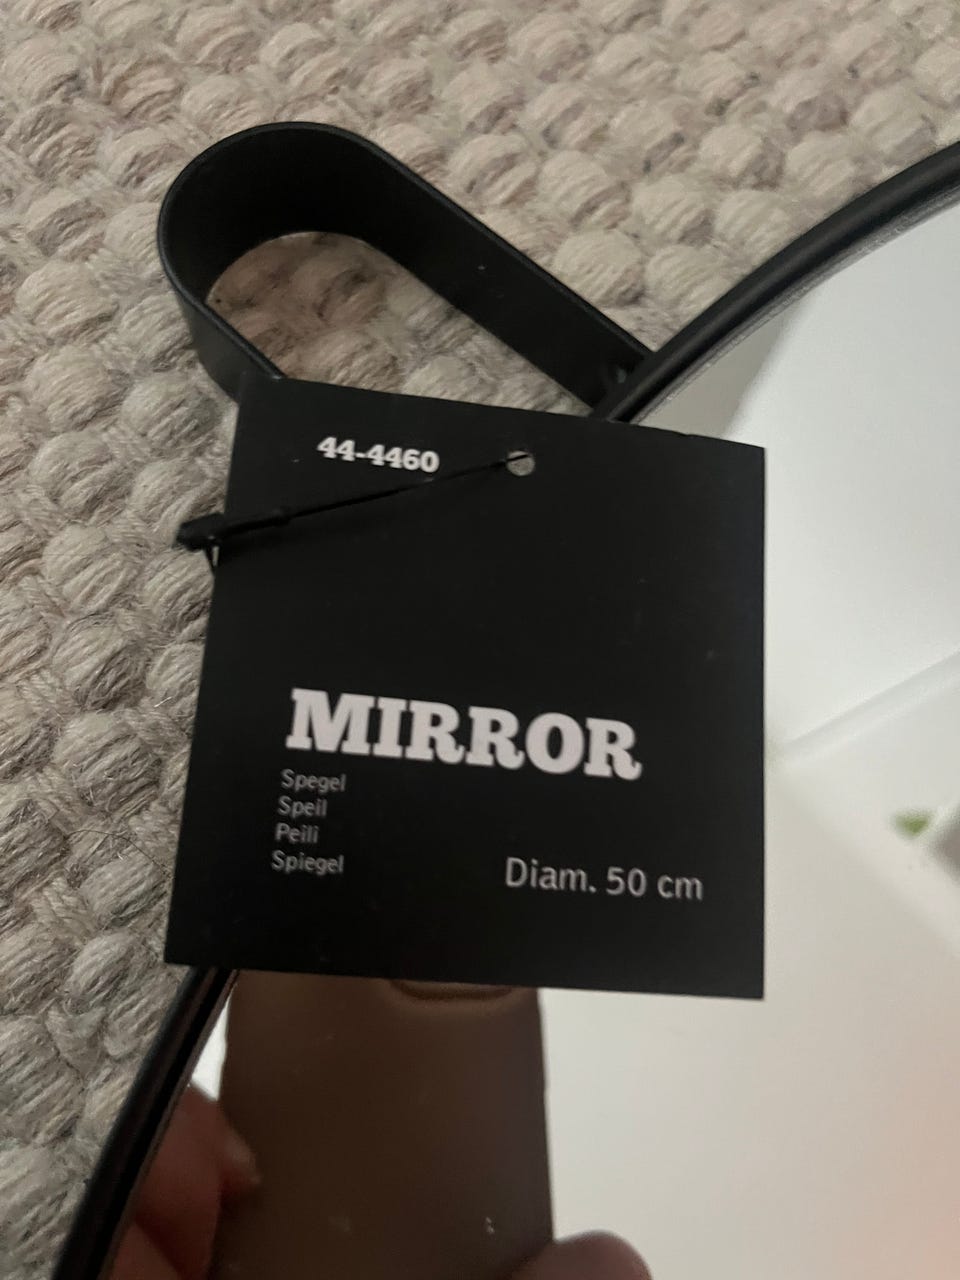 44-4460
MIRROR
Spegel
Speil
Peili
Spiegel
Diam. 50 cm